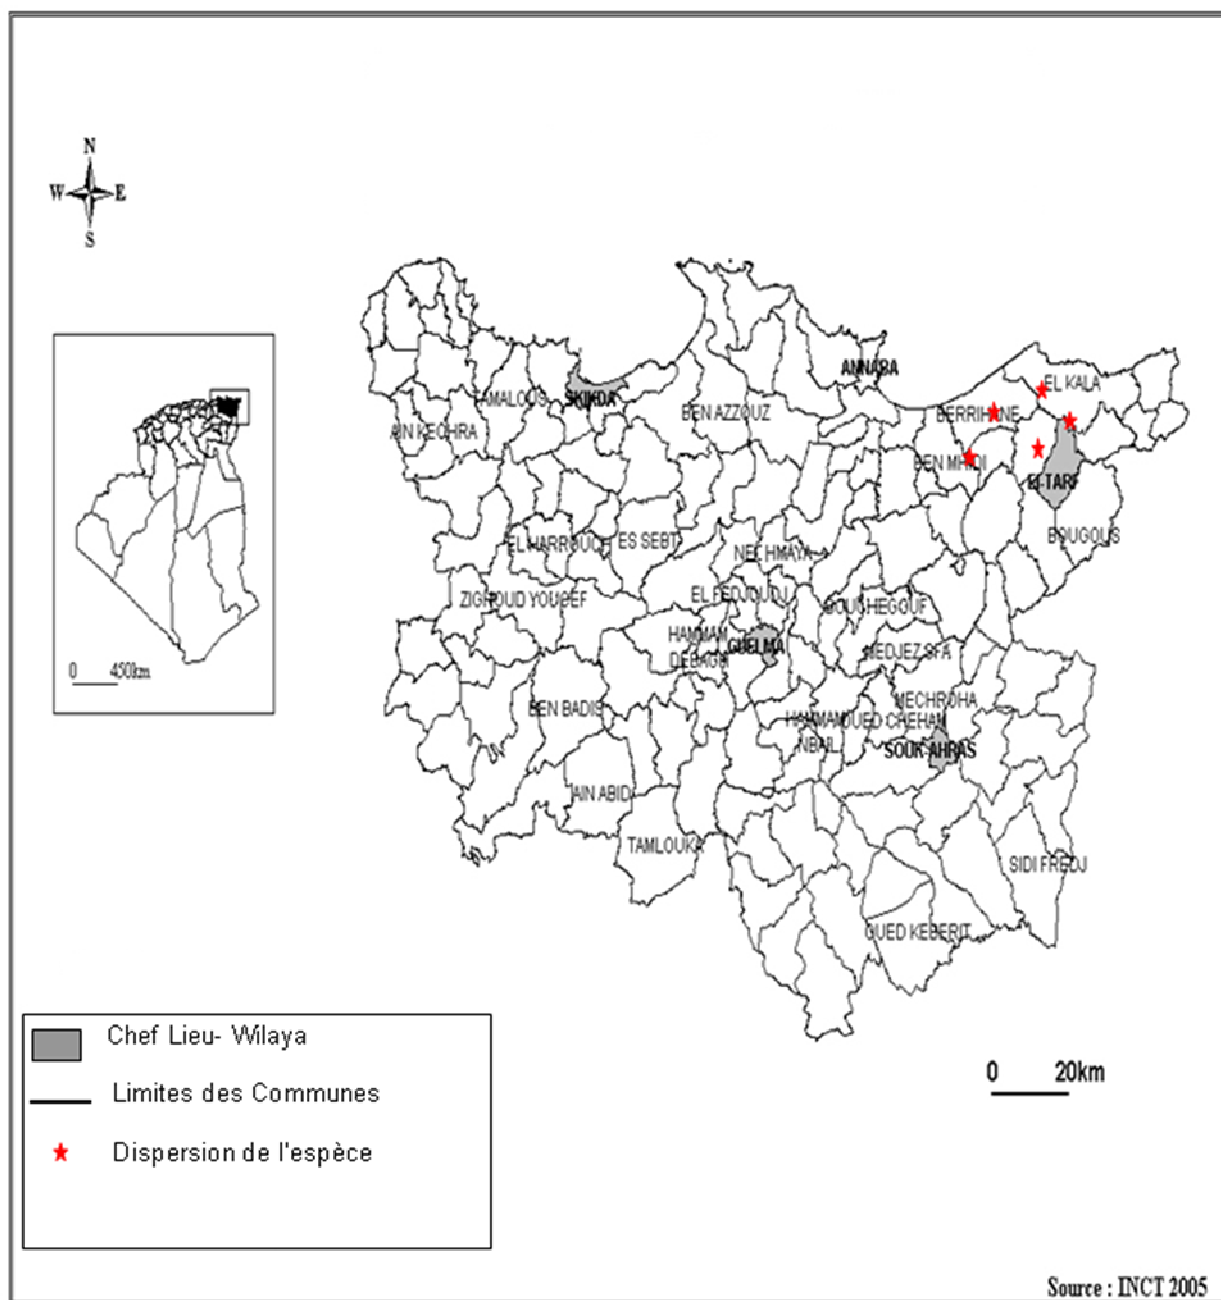 N
W E
S
ANNABA
EL KALA
TAMALOUS
SKIKDA
BEN AZZOUZ
BERRIHANE
AIN KECHRA
BEN MHIDI
El-TARF
EL HARROUCH
ES SEBT
NECHMAYA
BOUGOUS
ZIGHOUD YOUCEF
EL FEDJOUDJ
BOUCHEGOUF
HAMMAM
DEBAGH
GUELMA
MEDJEZ SFA
BEN BADIS
MECHROHA
HAMMAM
NBAIL
OUED CREHAN
SOUK AHRAS
AIN ABID
TAMLOUKA
SIDI FREDJ
OUED KEBERIT
0 450km
0 20km
Chef Lieu- Wilaya
Limites des Communes
Dispersion de l'espèce
Source : INCT 2005